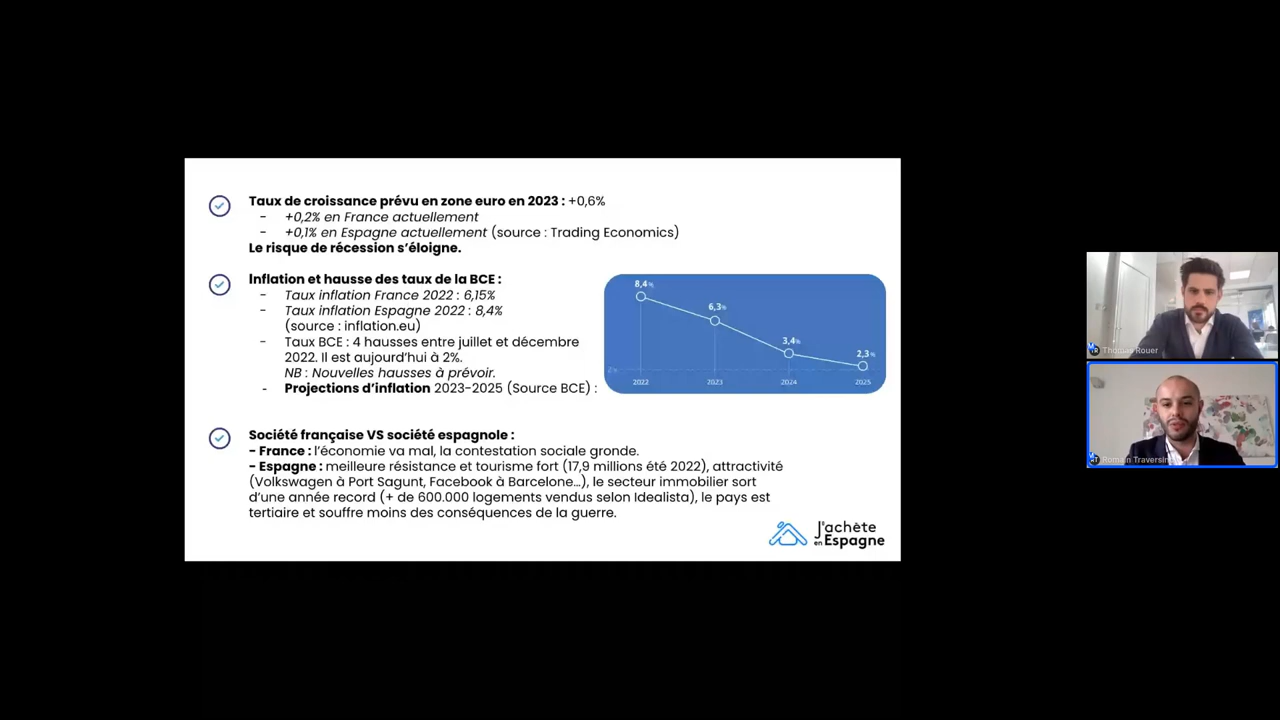 Taux de croissance prévu en zone euro en 2023 : +0,6%
- +0,2% en France actuellement
- +0,1% en Espagne actuellement (source : Trading Economics)
Le risque de récession s’éloigne.
Inflation et hausse des taux de la BCE :
- Taux inflation France 2022 : 6,15%
- Taux inflation Espagne 2022 : 8,4%
(source : inflation.eu)
- Taux BCE : 4 hausses entre juillet et décembre
2022. Il est aujourd’hui à 2%.
NB : Nouvelles hausses à prévoir.
- Projections d’inflation 2023-2025 (Source BCE) :
8,4%
6,3%
3,4%
2,3%
2022 2023 2024 2025
Société française VS société espagnole :
- France : l’économie va mal, la contestation sociale gronde.
- Espagne : meilleure résistance et tourisme fort (17,9 millions été 2022), attractivité
(Volkswagen à Port Sagunt, Facebook à Barcelone…), le secteur immobilier sort
d’une année record (+ de 600.000 logements vendus selon Idealista), le pays est
tertiaire et souffre moins des conséquences de la guerre.
J'achète
en Espagne
Thomas Rouer
Romain Traversin